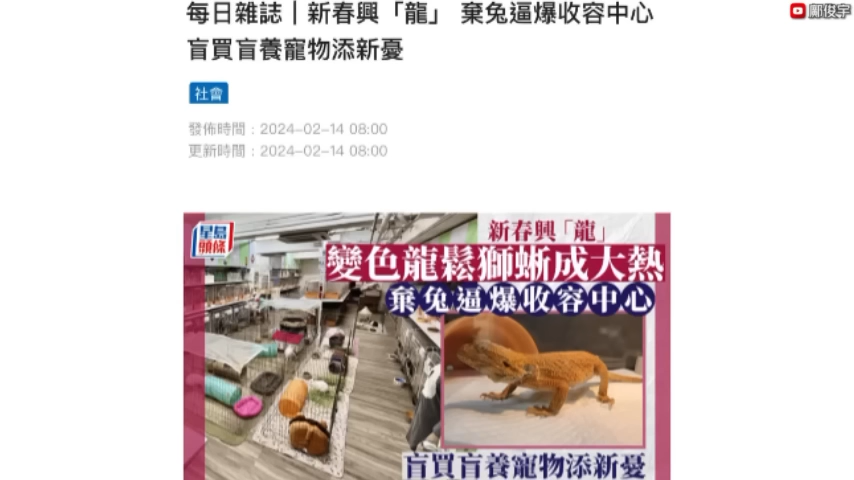 每日雜誌｜新春興「龍」 棄兔逼爆收容中心
鄺俊宇
盲買盲養寵物添新憂
社會
發佈時間：2024-02-14 08:00
更新時間：2024-02-14 08:00
星島
頭條
新春興「龍」
變色龍鬆獅蜥成大熱
棄兔逼爆收容中心
盲買盲養寵物添新憂